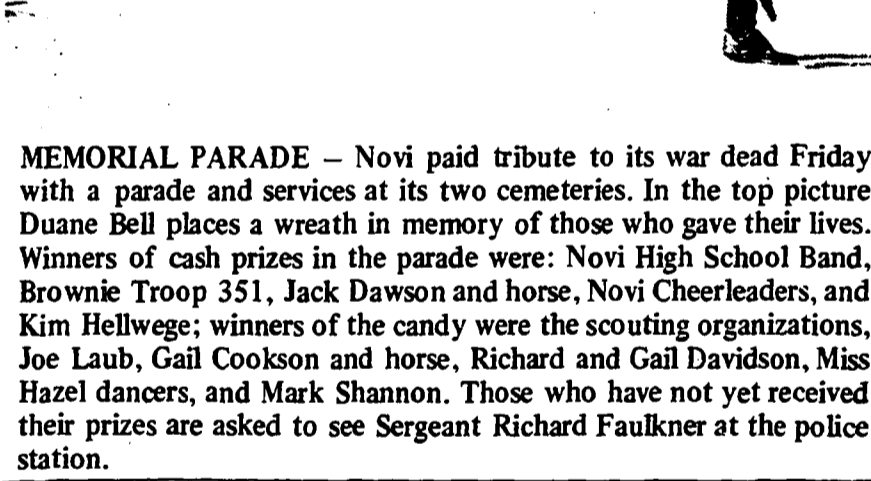 MEMORIAL PARADE – Novi paid tribute to its war dead Friday
with a parade and services at its two cemeteries. In the top picture
Duane Bell places a wreath in memory of those who gave their lives.
Winners of cash prizes in the parade were: Novi High School Band,
Brownie Troop 351, Jack Dawson and horse, Novi Cheerleaders, and
Kim Hellwege; winners of the candy were the scouting organizations,
Joe Laub, Gail Cookson and horse, Richard and Gail Davidson, Miss
Hazel dancers, and Mark Shannon. Those who have not yet received
their prizes are asked to see Sergeant Richard Faulkner at the police
station.